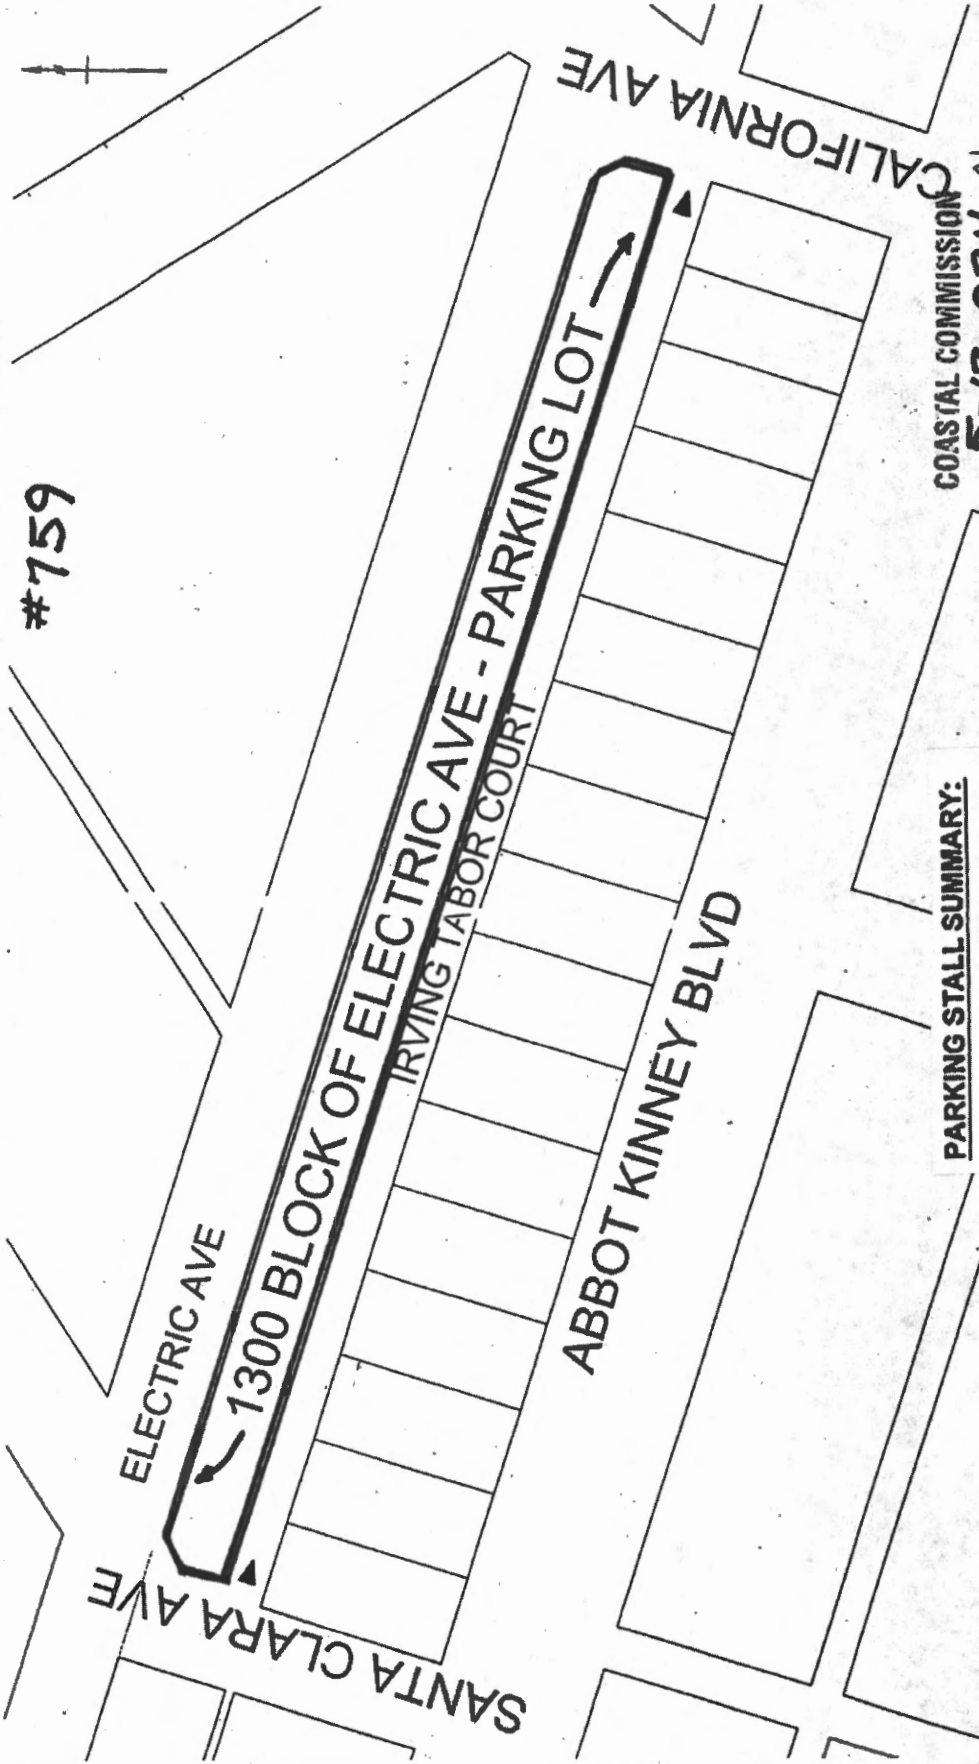 #759
CALIFORNIA AVE
ELECTRIC AVE
1300 BLOCK OF ELECTRIC AVE - PARKING LOT
IRVING TABOR COURT
SANTA CLARA AVE
ABBOT KINNEY BLVD
COASTAL COMMISSION
PARKING STALL SUMMARY: